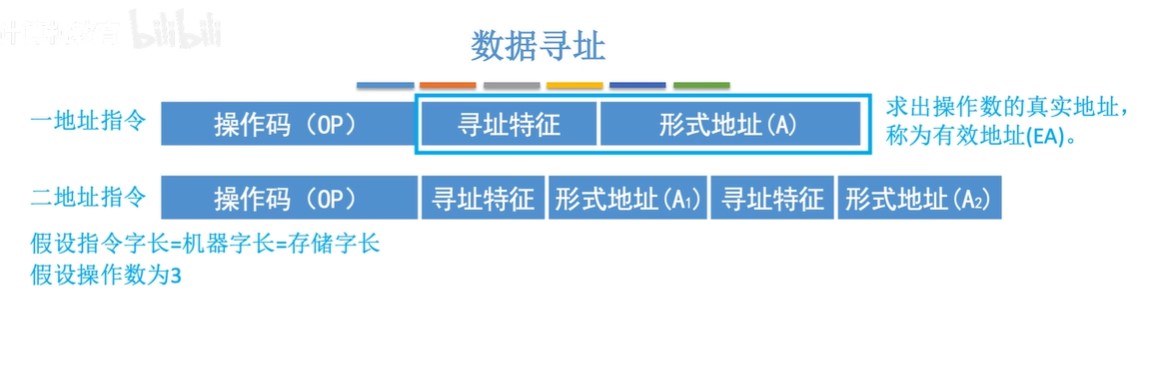 bilibili
数据寻址
一地址指令 操作码（OP） 寻址特征 形式地址(A) 求出操作数的真实地址，
称为有效地址(EA)。
二地址指令 操作码（OP） 寻址特征 形式地址(A₁) 寻址特征 形式地址(A₂)
假设指令字长=机器字长=存储字长
假设操作数为3